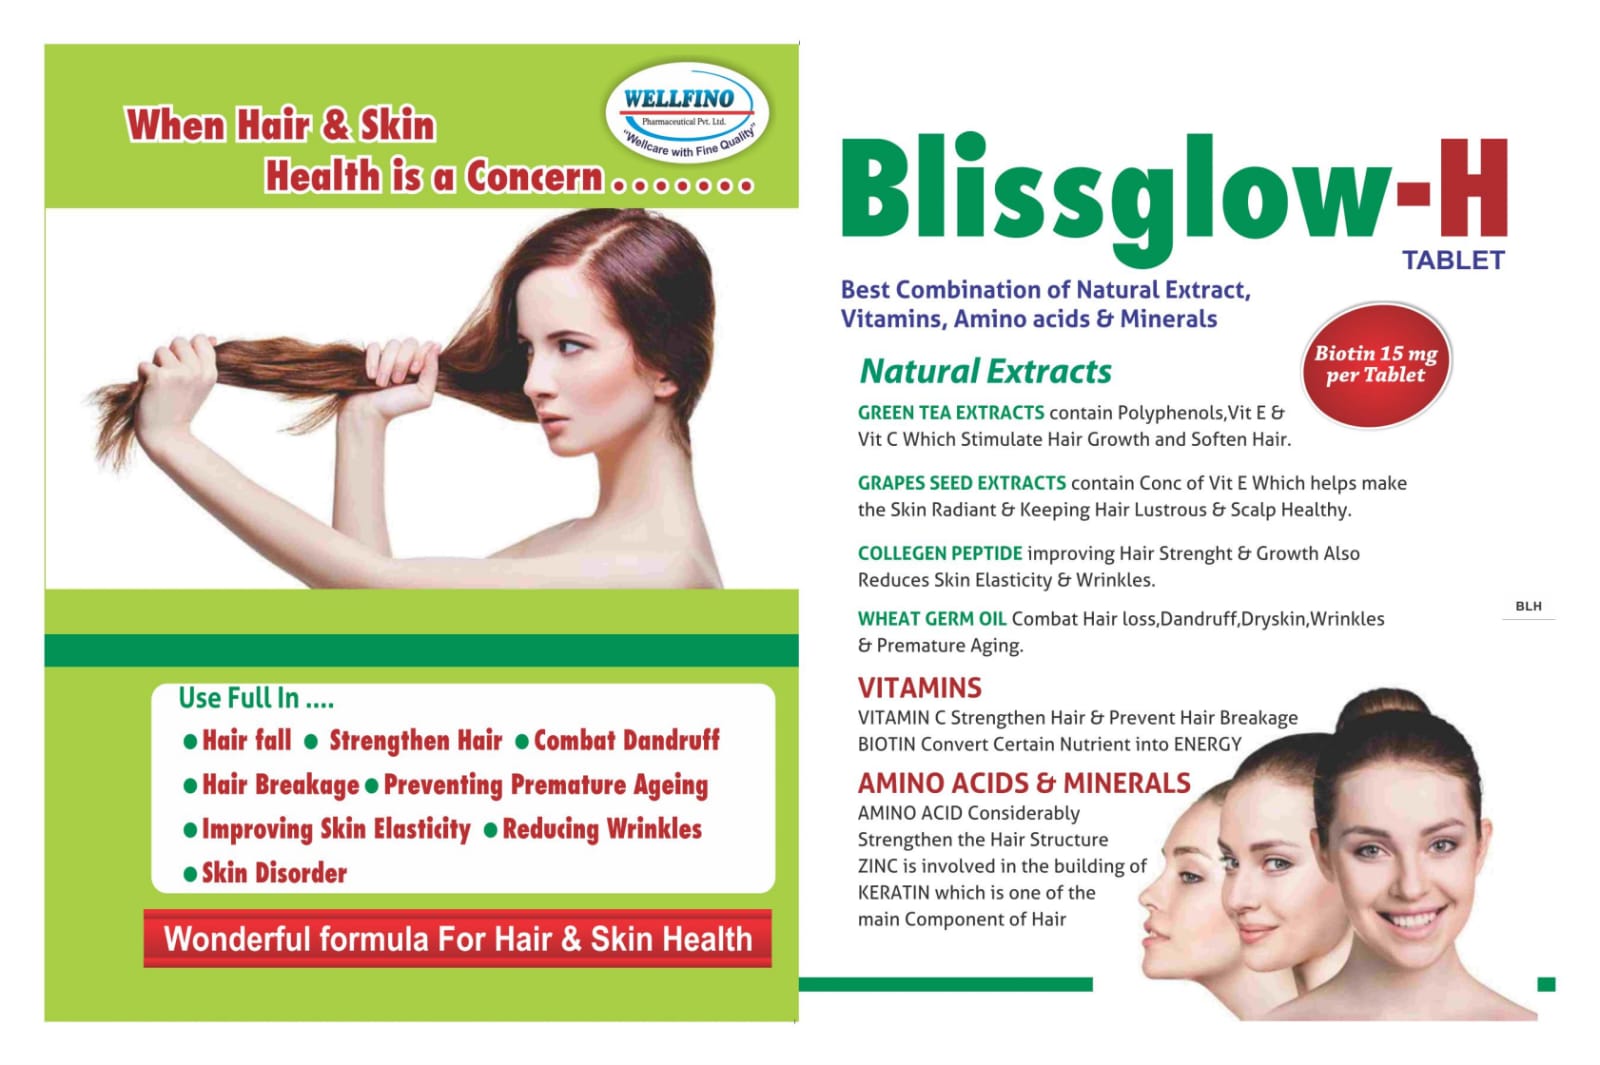 When Hair & Skin
Health is a Concern.......
WELLFINO
Pharmaceutical Pvt. Ltd.
"Wellcare with Fine Quality"
Use Full In ....
Hair fall Strengthen Hair Combat Dandruff
Hair Breakage Preventing Premature Ageing
Improving Skin Elasticity Reducing Wrinkles
Skin Disorder
Wonderful formula For Hair & Skin Health
Blissglow-H
TABLET
Best Combination of Natural Extract,
Vitamins, Amino acids & Minerals
Biotin 15 mg
per Tablet
Natural Extracts
GREEN TEA EXTRACTS contain Polyphenols,Vit E &
Vit C Which Stimulate Hair Growth and Soften Hair.
GRAPES SEED EXTRACTS contain Conc of Vit E Which helps make
the Skin Radiant & Keeping Hair Lustrous & Scalp Healthy.
COLLEGEN PEPTIDE improving Hair Strenght & Growth Also
Reduces Skin Elasticity & Wrinkles.
WHEAT GERM OIL Combat Hair loss,Dandruff,Dryskin,Wrinkles
& Premature Aging.
BLH
VITAMINS
VITAMIN C Strengthen Hair & Prevent Hair Breakage
BIOTIN Convert Certain Nutrient into ENERGY
AMINO ACIDS & MINERALS
AMINO ACID Considerably
Strengthen the Hair Structure
ZINC is involved in the building of
KERATIN which is one of the
main Component of Hair